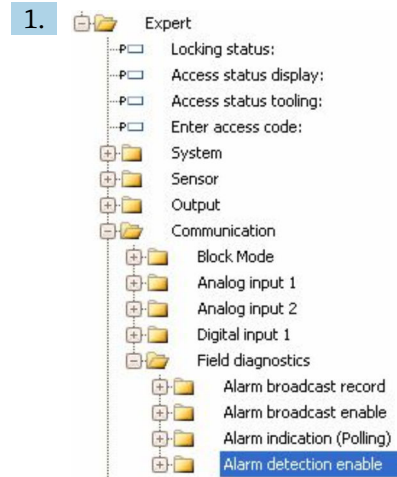 1.
Expert
Locking status:
Access status display:
Access status tooling:
Enter access code:
System
Sensor
Output
Communication
Block Mode
Analog input 1
Analog input 2
Digital input 1
Field diagnostics
Alarm broadcast record
Alarm broadcast enable
Alarm indication (Polling)
Alarm detection enable